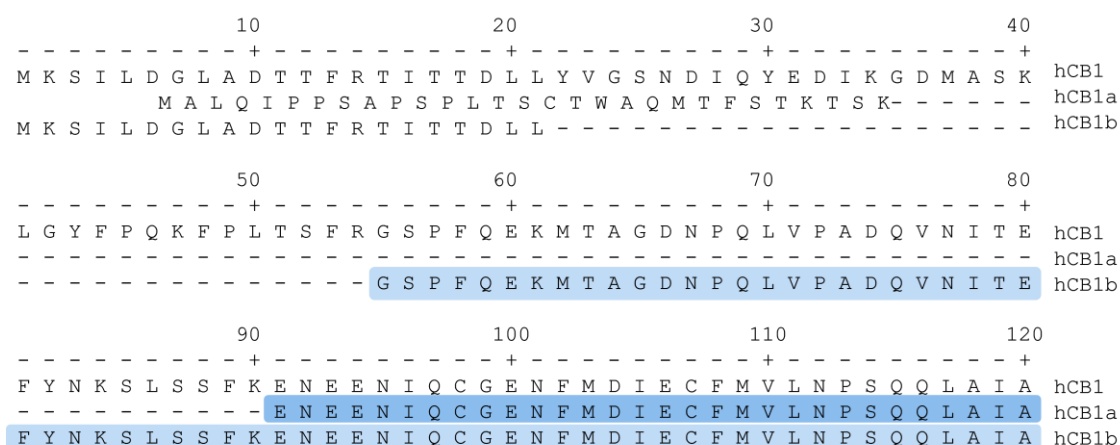 10 20 30 40
- - - - - - - - - + - - - - - - - - - + - - - - - - - - - + - - - - - - - - - +
M K S I L D G L A D T T F R T I T T D L L Y V G S N D I Q Y E D I K G D M A S K hCB1
M A L Q I P P S A P S P L T S C T W A Q M T F S T K T S K - - - - - - hCB1a
M K S I L D G L A D T T F R T I T T D L L - - - - - - - - - - - - - - - - - - - hCB1b
50 60 70 80
- - - - - - - - - + - - - - - - - - - + - - - - - - - - - + - - - - - - - - - +
L G Y F P Q K F P L T S F R G S P F Q E K M T A G D N P Q L V P A D Q V N I T E hCB1
- - - - - - - - - - - - - - - - - - - - - - - - - - - - - - - - - - - - - - - - hCB1a
- - - - - - - - - - - - - - G S P F Q E K M T A G D N P Q L V P A D Q V N I T E hCB1b
90 100 110 120
- - - - - - - - - + - - - - - - - - - + - - - - - - - - - + - - - - - - - - - +
F Y N K S L S S F K E N E E N I Q C G E N F M D I E C F M V L N P S Q Q L A I A hCB1
- - - - - - - - - - E N E E N I Q C G E N F M D I E C F M V L N P S Q Q L A I A hCB1a
F Y N K S L S S F K E N E E N I Q C G E N F M D I E C F M V L N P S Q Q L A I A hCB1b